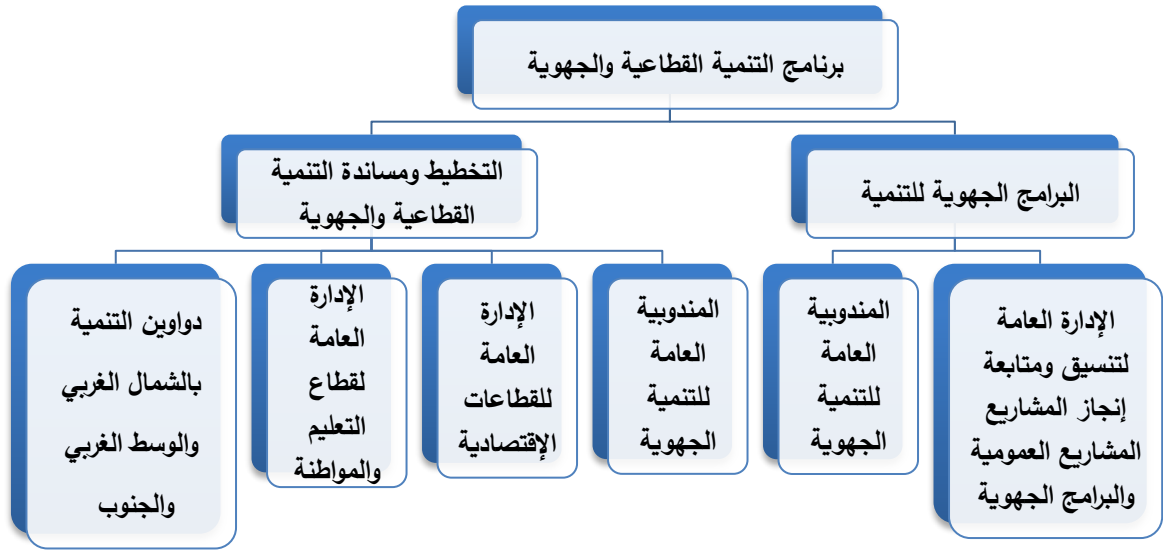 برنامج التنمية القطاعية والجهوية
البرامج الجهوية للتنمية
التخطيط ومساندة التنمية
القطاعية والجهوية
الإدارة العامة
لتنسيق ومتابعة
إنجاز المشاريع
المشاريع العمومية
والبرامج الجهوية
المندوبية
العامة
للتنمية
الجهوية
المندوبية
العامة
للتنمية
الجهوية
الإدارة
العامة
للقطاعات
الإقتصادية
الإدارة
العامة
لقطاع
التعليم
والمواطنة
دواوين التنمية
بالشمال الغربي
والوسط الغربي
والجنوب